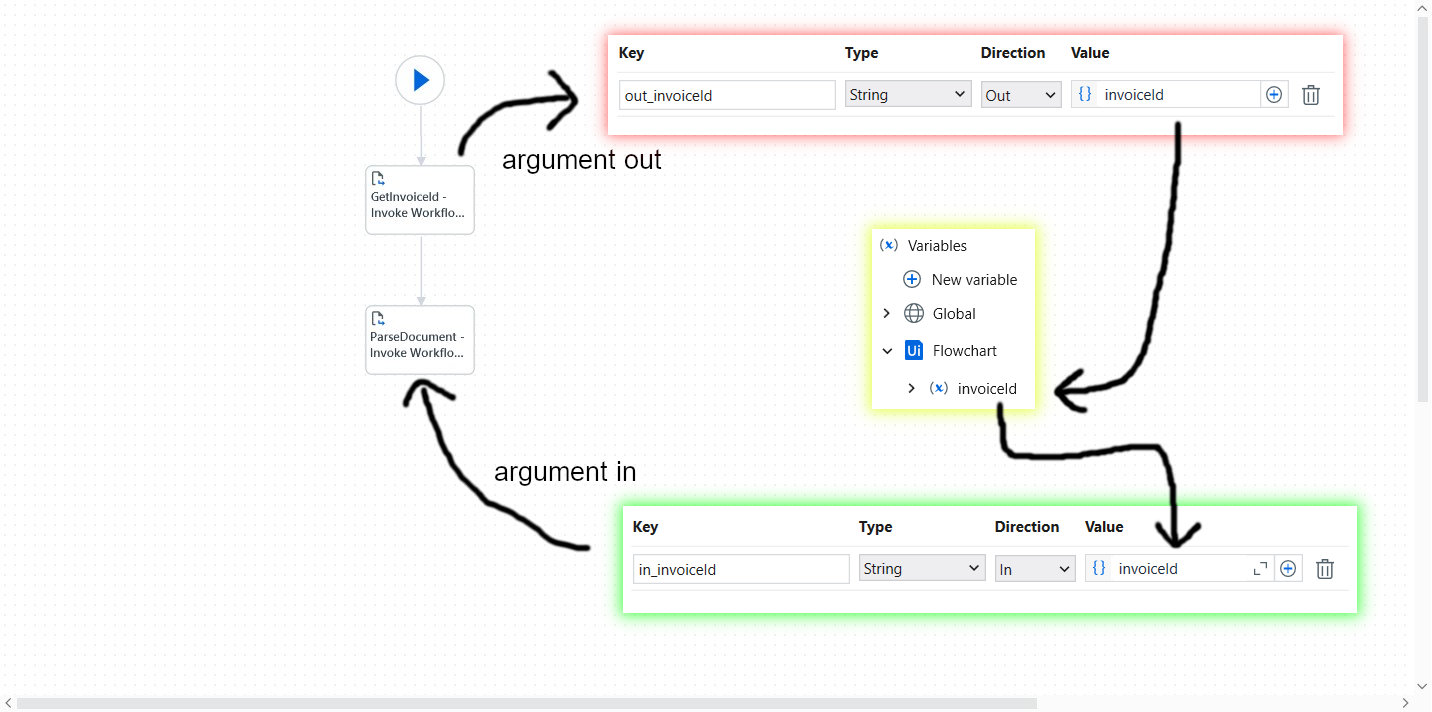 Key Type Direction Value
out_invoiceId String Out {} invoiceId
argument out
GetInvoiceId -
Invoke Workflo...
(x) Variables
New variable
Global
Ui Flowchart
(x) invoiceId
ParseDocument -
Invoke Workflo...
argument in
Key Type Direction Value
in_invoiceId String In {} invoiceId